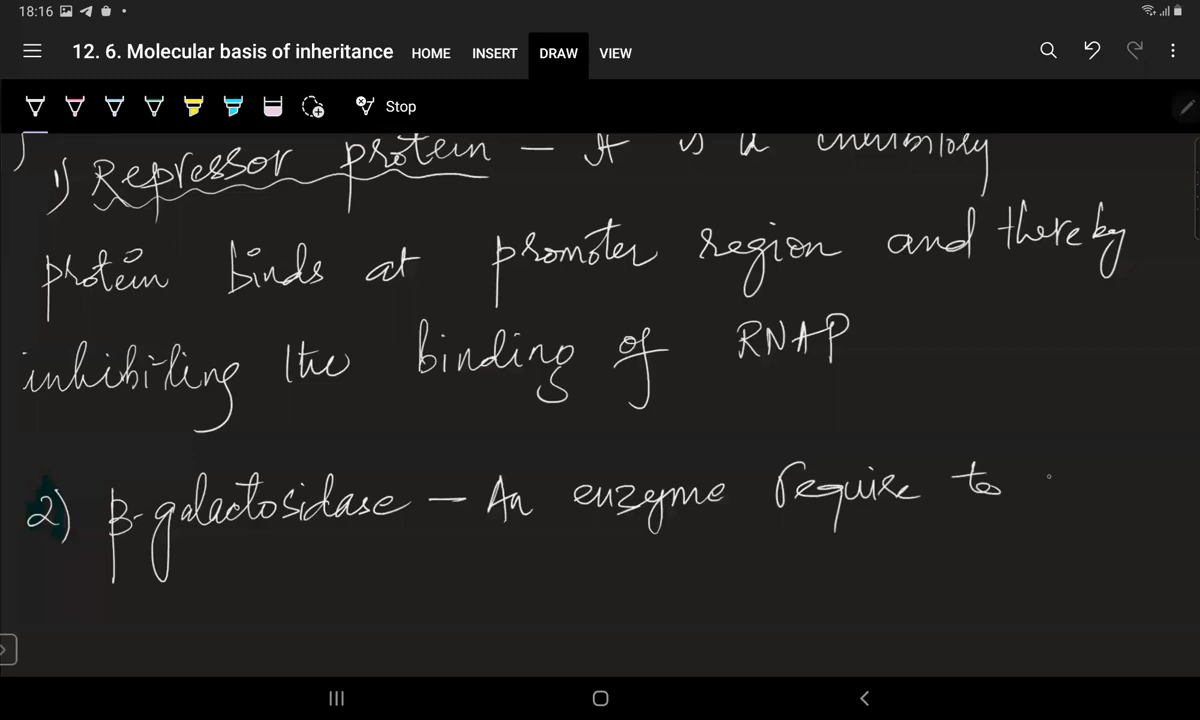 18:16
12. 6. Molecular basis of inheritance HOME INSERT DRAW VIEW
Stop
1) Repressor protein - It is a inhibitory
protein binds at promoter region and thereby
inhibiting the binding of RNAP
2) β-galactosidase - An enzyme require to